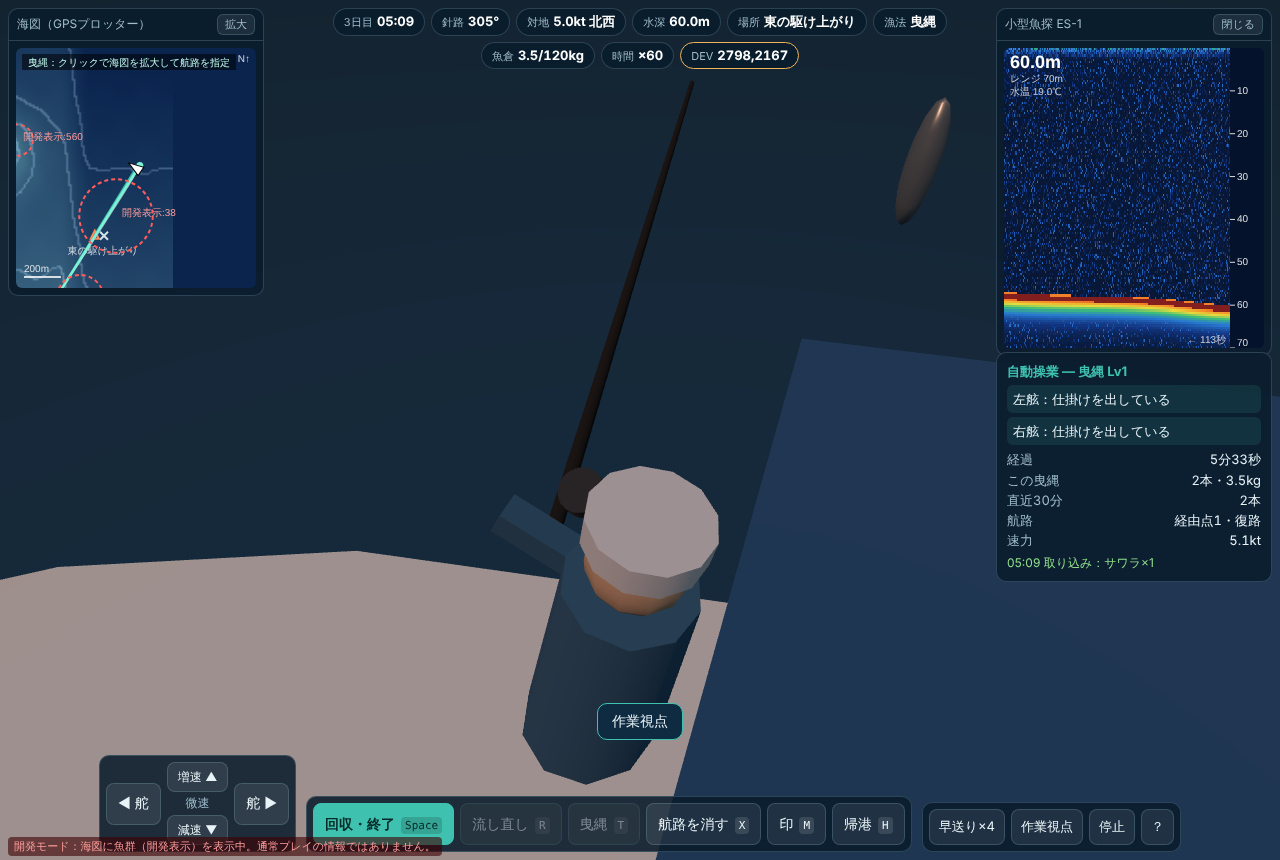 海図（GPSプロッター）
拡大
曳縄：クリックで海図を拡大して航路を指定
N↑
開発表示:560
開発表示:38
東の駆け上がり
200m
3日目 05:09
針路 305°
対地 5.0kt 北西
水深 60.0m
場所 東の駆け上がり
漁法 曳縄
魚倉 3.5/120kg
時間 ×60
DEV 2798,2167
小型魚探 ES-1
閉じる
60.0m
レンジ 70m
水温 19.0℃
10
20
30
40
50
60
70
← 113秒
自動操業 — 曳縄 Lv1
左舷：仕掛けを出している
右舷：仕掛けを出している
経過 5分33秒
この曳縄 2本・3.5kg
直近30分 2本
航路 経由点1・復路
速力 5.1kt
05:09 取り込み：サワラ×1
作業視点
増速 ▲
◀ 舵
微速
舵 ▶
減速 ▼
回収・終了 Space
流し直し R
曳縄 T
航路を消す X
印 M
帰港 H
早送り×4
作業視点
停止
？
開発モード：海図に魚群（開発表示）を表示中。通常プレイの情報ではありません。